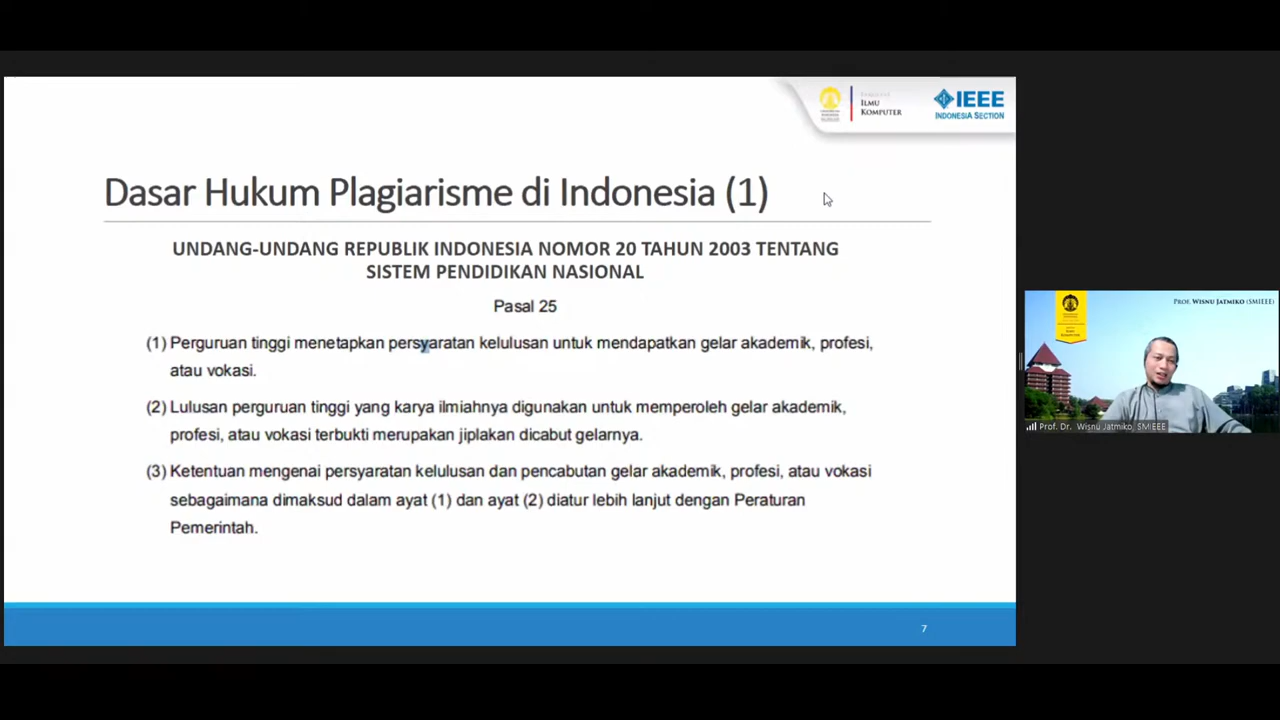 ILMU
KOMPUTER
IEEE
INDONESIA SECTION
Dasar Hukum Plagiarisme di Indonesia (1)
UNDANG-UNDANG REPUBLIK INDONESIA NOMOR 20 TAHUN 2003 TENTANG
SISTEM PENDIDIKAN NASIONAL
Pasal 25
(1) Perguruan tinggi menetapkan persyaratan kelulusan untuk mendapatkan gelar akademik, profesi,
atau vokasi.
(2) Lulusan perguruan tinggi yang karya ilmiahnya digunakan untuk memperoleh gelar akademik,
profesi, atau vokasi terbukti merupakan jiplakan dicabut gelarnya.
(3) Ketentuan mengenai persyaratan kelulusan dan pencabutan gelar akademik, profesi, atau vokasi
sebagaimana dimaksud dalam ayat (1) dan ayat (2) diatur lebih lanjut dengan Peraturan
Pemerintah.
7
PROF. WISNU JATMIKO (SMIEEE)
Prof. Dr. Wisnu Jatmiko, SMIEEE